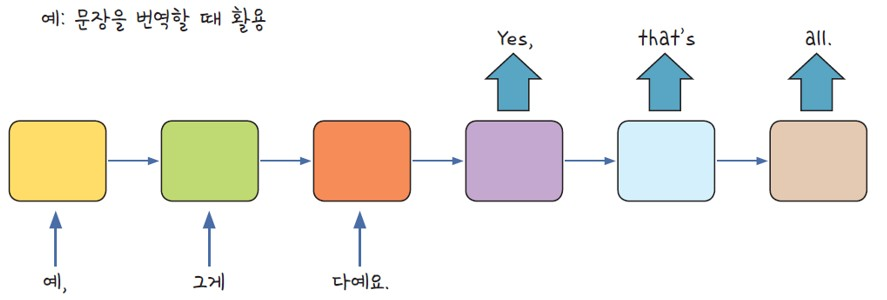 예: 문장을 번역할 때 활용
Yes, that's all.
예, 그게 다예요.